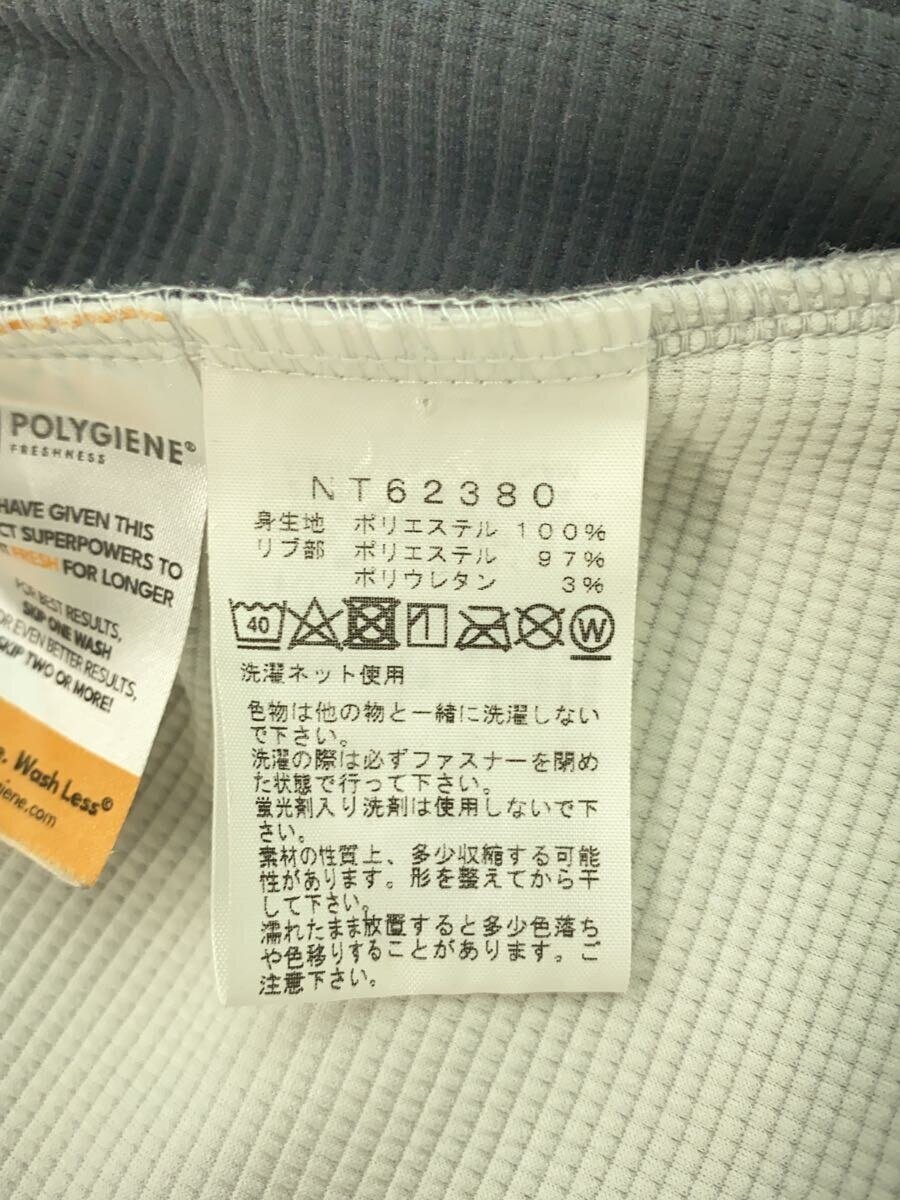 POLYGIENE®
FRESHNESS
HAVE GIVEN THIS
CT SUPERPOWERS TO
FRESH FOR LONGER
FOR BEST RESULTS,
SKIP ONE WASH
FOR EVEN BETTER RESULTS,
SKIP TWO OR MORE!
Wash Less©
giene.com
NT62380
身生地 ポリエステル 100%
リブ部 ポリエステル 97%
ポリウレタン 3%
40
W
洗濯ネット使用
色物は他の物と一緒に洗濯しない
で下さい。
洗濯の際は必ずファスナーを閉め
た状態で行って下さい。
蛍光剤入り洗剤は使用しないで下
さい。
素材の性質上、多少収縮する可能
性があります。形を整えてから干
して下さい。
濡れたまま放置すると多少色落ち
や色移りすることがあります。ご
注意下さい。